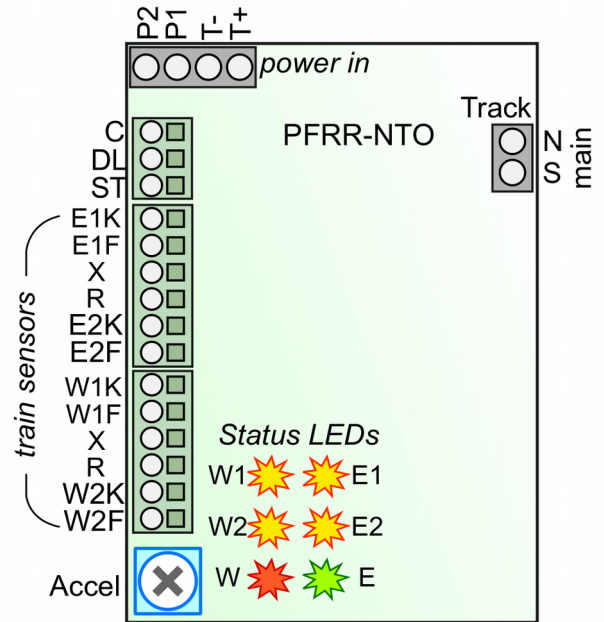 P2 P1 T- T+
power in
Track
PFRR-NTO
N
S
main
C
DL
ST
train sensors
E1K
E1F
X
R
E2K
E2F
W1K
W1F
X
R
W2K
W2F
Status LEDs
W1 E1
W2 E2
W E
Accel